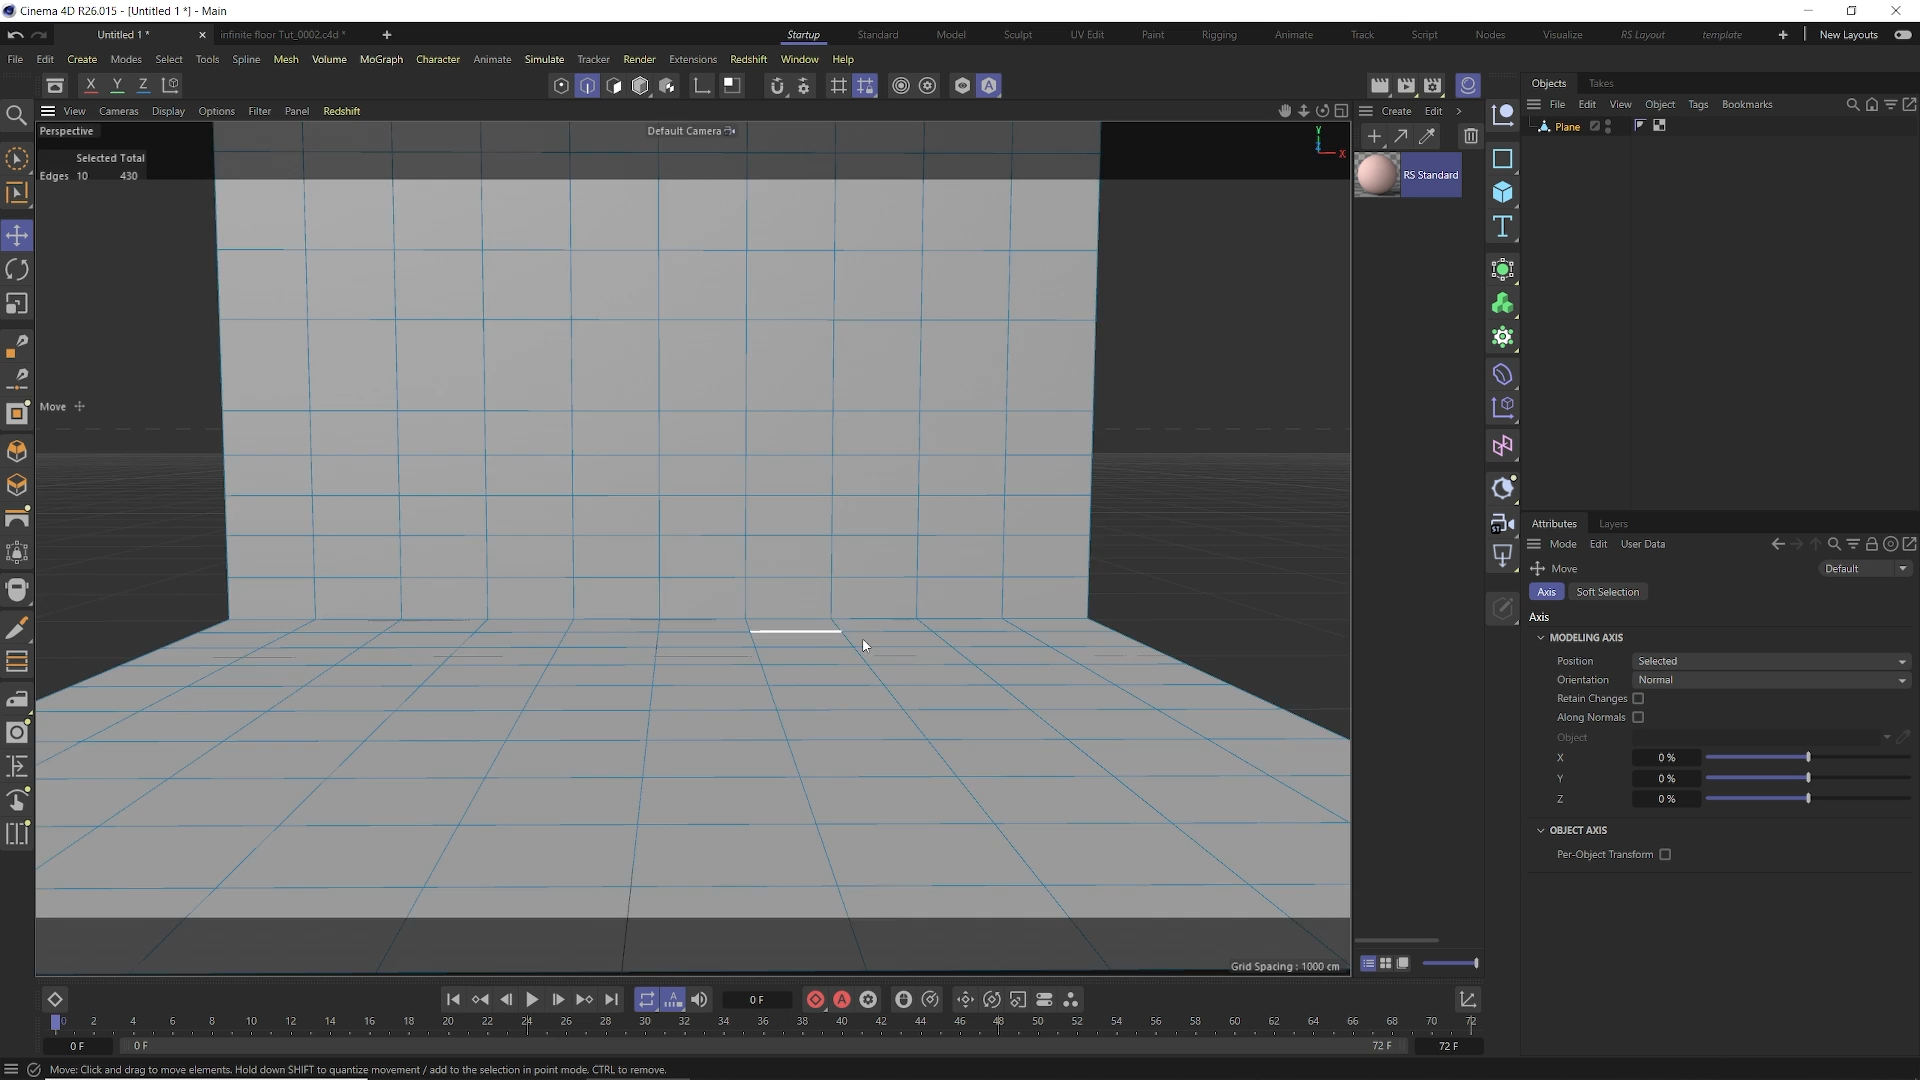 Cinema 4D R26.015 - [Untitled 1 *] - Main
Untitled 1 *
infinite floor Tut_0002.c4d *
Startup Standard Model Sculpt UV Edit Paint Rigging Animate Track Script Nodes Visualize RS Layout template New Layouts
File Edit Create Modes Select Tools Spline Mesh Volume MoGraph Character Animate Simulate Tracker Render Extensions Redshift Window Help
X Y Z
Objects Takes
View Cameras Display Options Filter Panel Redshift
Create Edit
File Edit View Object Tags Bookmarks
Perspective
Default Camera
Y
Z
X
Plane
Selected Total
Edges 10 430
RS Standard
Move
Attributes Layers
Mode Edit User Data
Move
Default
Axis Soft Selection
Axis
MODELING AXIS
Position Selected
Orientation Normal
Retain Changes
Along Normals
Object
X 0 %
Y 0 %
Z 0 %
OBJECT AXIS
Per-Object Transform
Grid Spacing : 1000 cm
0 F
0 2 4 6 8 10 12 14 16 18 20 22 24 26 28 30 32 34 36 38 40 42 44 46 48 50 52 54 56 58 60 62 64 66 68 70 72
0 F 0 F 72 F 72 F
Move: Click and drag to move elements. Hold down SHIFT to quantize movement / add to the selection in point mode, CTRL to remove.